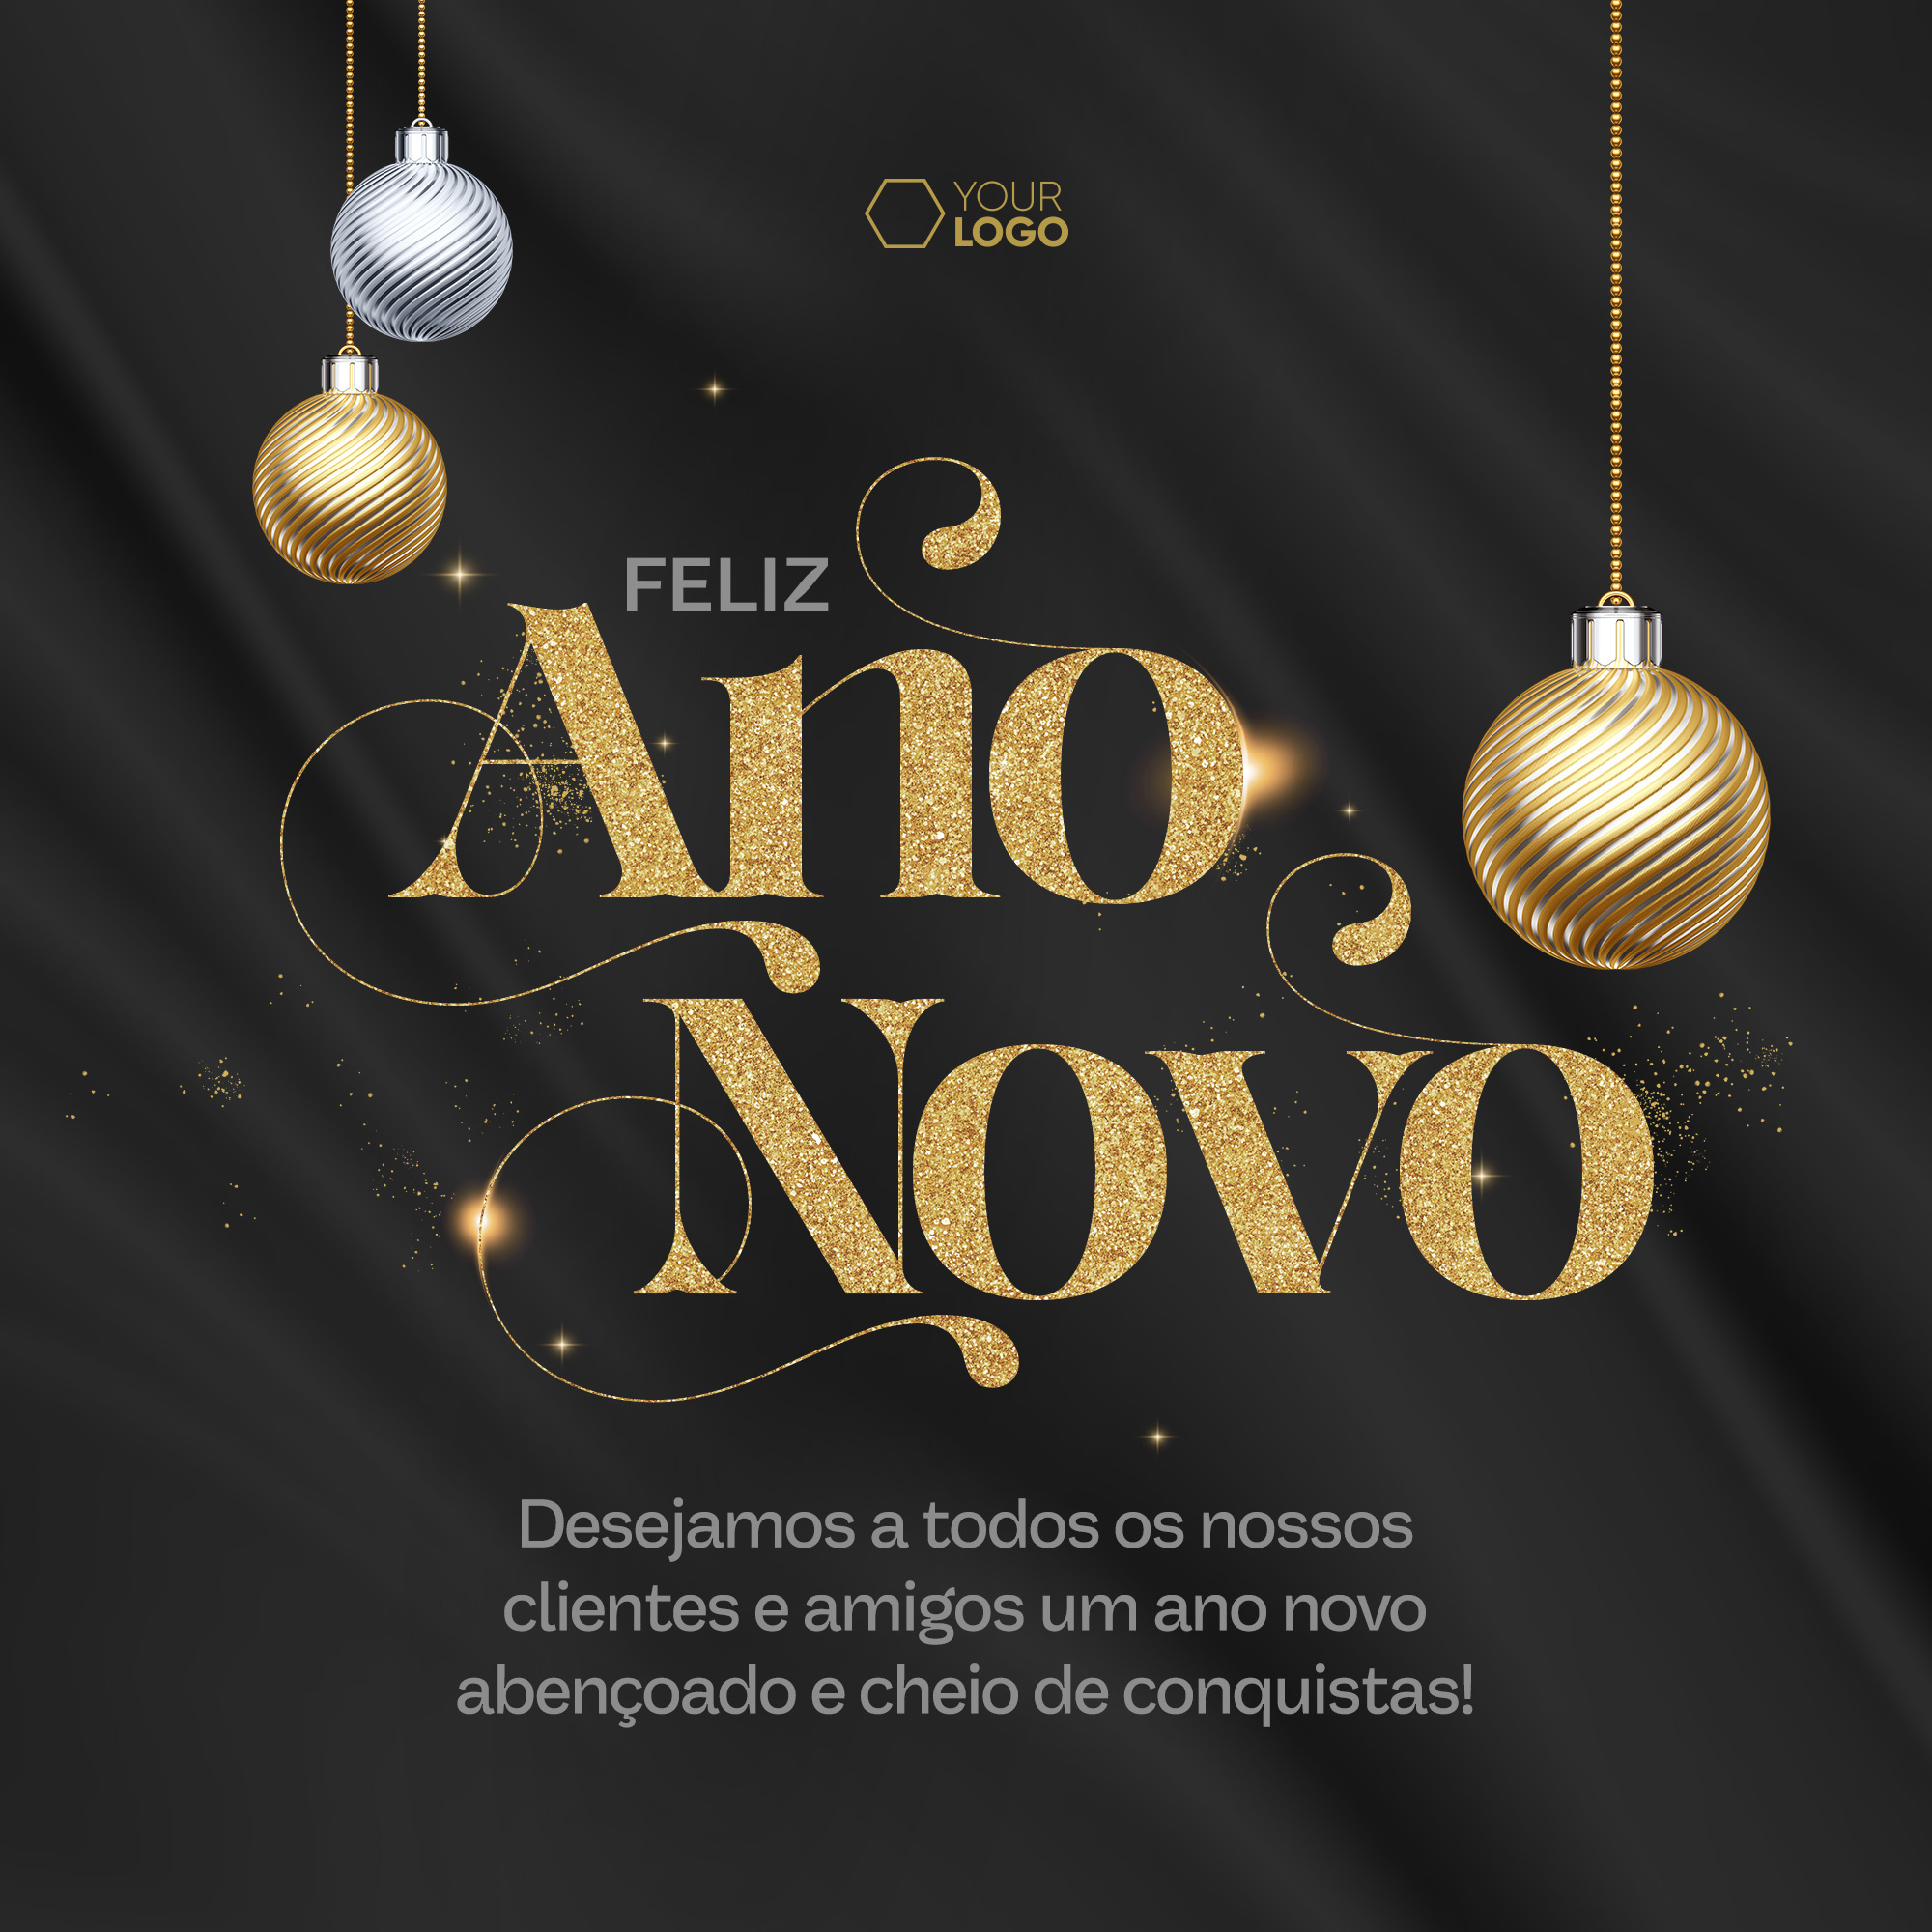 YOUR
LOGO
FELIZ
Ano
Novo
Desejamos a todos os nossos
clientes e amigos um ano novo
abençoado e cheio de conquistas!